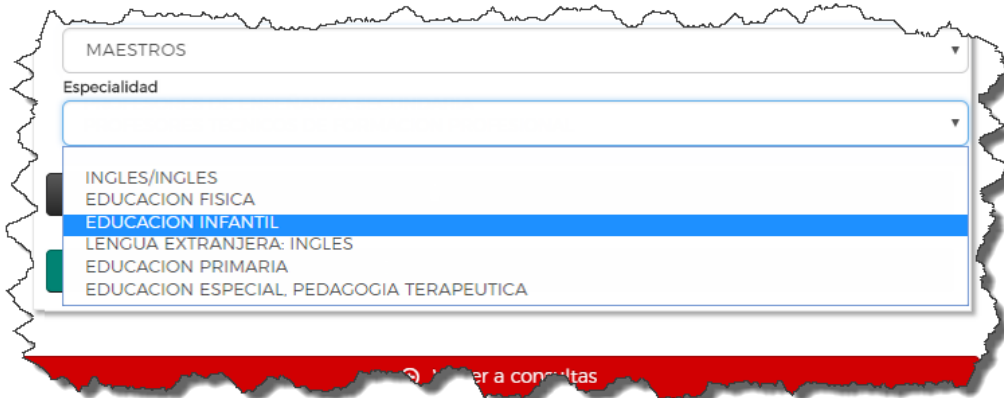 MAESTROS
Especialidad
INGLES/INGLES
EDUCACION FISICA
EDUCACION INFANTIL
LENGUA EXTRANJERA: INGLES
EDUCACION PRIMARIA
EDUCACION ESPECIAL, PEDAGOGIA TERAPEUTICA
a consultas